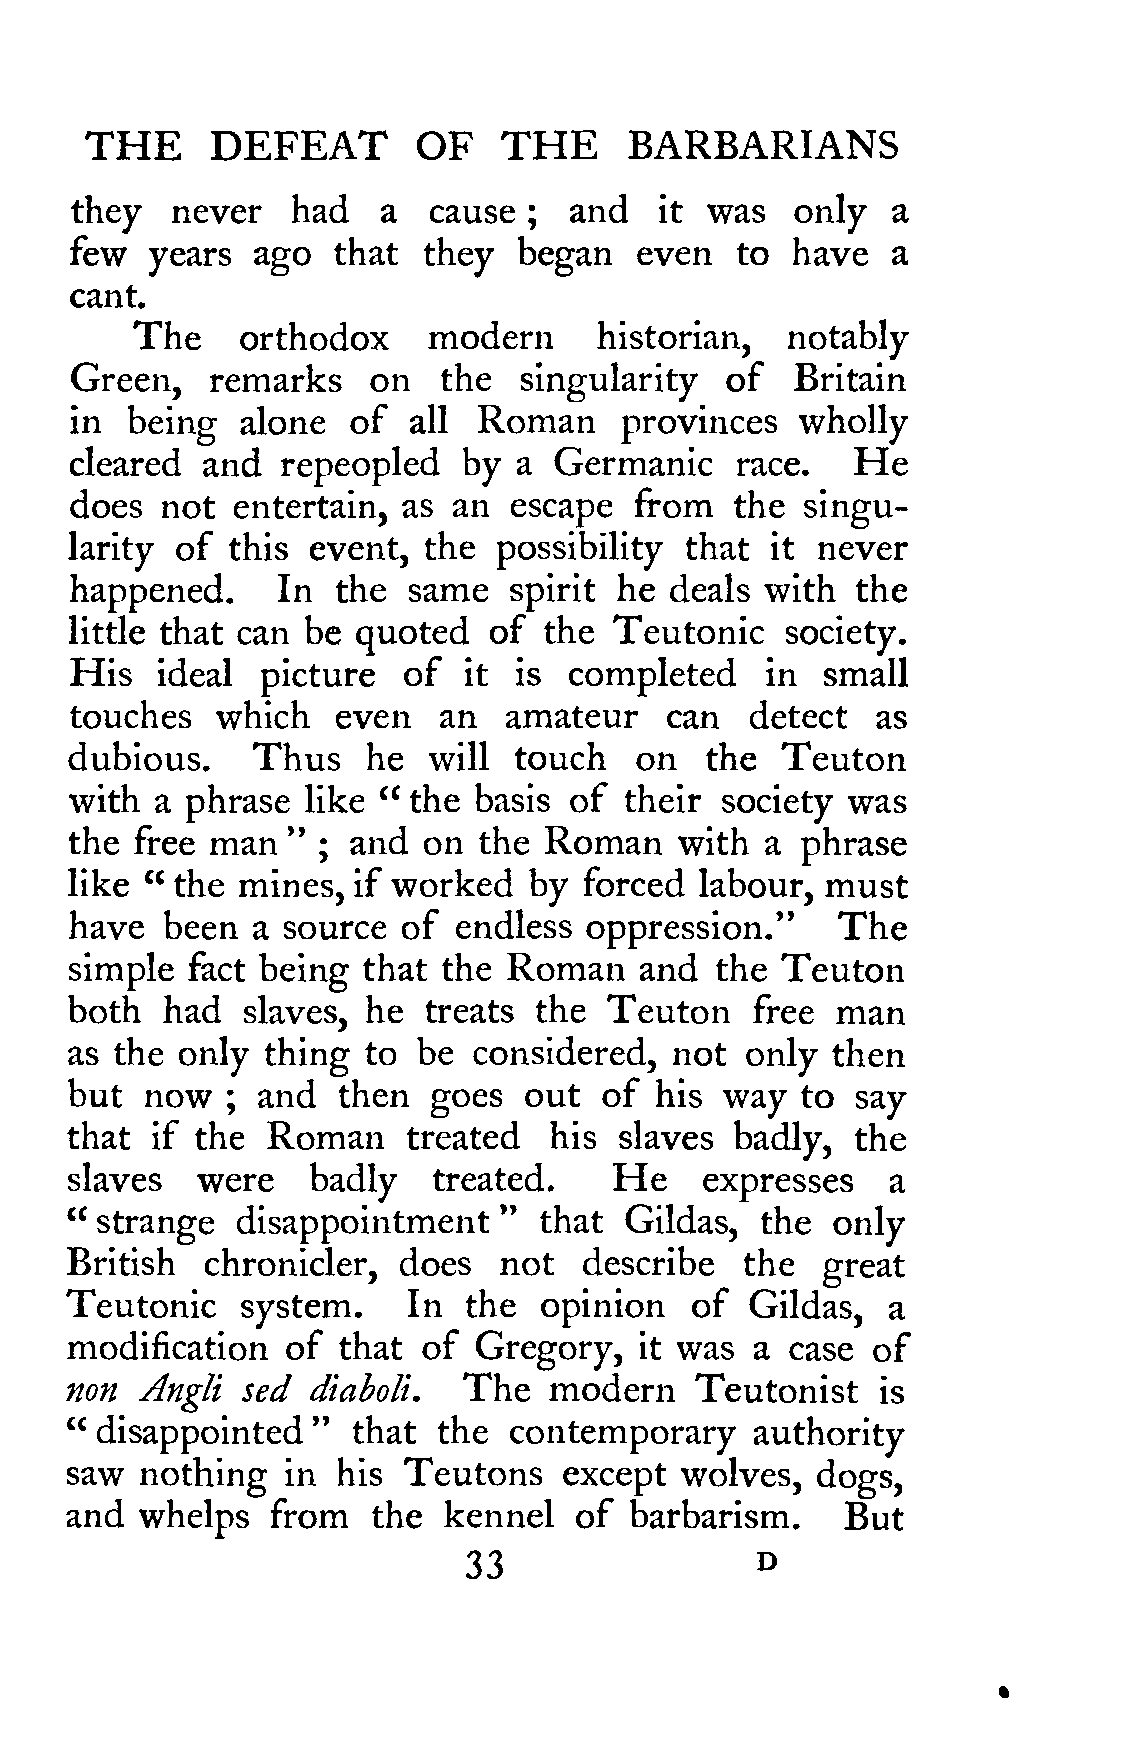 THE DEFEAT OF THE BARBARIANS
they never had a cause ; and it was only a
few years ago that they began even to have a
cant.
The orthodox modern historian, notably
Green, remarks on the singularity of Britain
in being alone of all Roman provinces wholly
cleared and repeopled by a Germanic race. He
does not entertain, as an escape from the singu-
larity of this event, the possibility that it never
happened. In the same spirit he deals with the
little that can be quoted of the Teutonic society.
His ideal picture of it is completed in small
touches which even an amateur can detect as
dubious. Thus he will touch on the Teuton
with a phrase like “ the basis of their society was
the free man ” ; and on the Roman with a phrase
like “ the mines, if worked by forced labour, must
have been a source of endless oppression.” The
simple fact being that the Roman and the Teuton
both had slaves, he treats the Teuton free man
as the only thing to be considered, not only then
but now ; and then goes out of his way to say
that if the Roman treated his slaves badly, the
slaves were badly treated. He expresses a
“ strange disappointment ” that Gildas, the only
British chronicler, does not describe the great
Teutonic system. In the opinion of Gildas, a
modification of that of Gregory, it was a case of
non Angli sed diaboli. The modern Teutonist is
“ disappointed ” that the contemporary authority
saw nothing in his Teutons except wolves, dogs,
and whelps from the kennel of barbarism. But
33 D